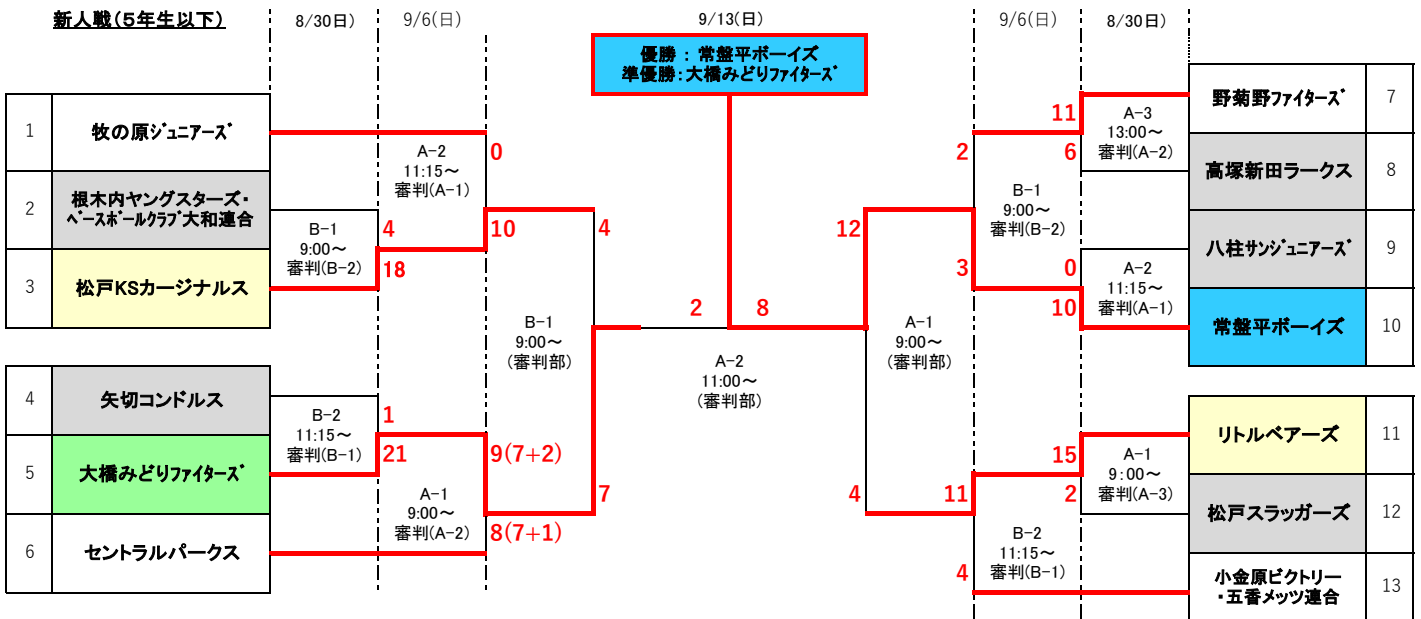 新人戦(5年生以下)
8/30日)
9/6(日)
9/13(日)
9/6(日)
8/30日)
優勝 : 常盤平ボーイズ
準優勝:大橋みどりファイターズ
1
牧の原ジュニアーズ
2
根木内ヤングスターズ・
ベースボールクラブ大和連合
3
松戸KSカージナルス
4
矢切コンドルス
5
大橋みどりファイターズ
6
セントラルパークス
B-1
9:00~
審判(B-2)
4
18
B-2
11:15~
審判(B-1)
1
21
A-2
11:15~
審判(A-1)
0
10
A-1
9:00~
審判(A-2)
9(7+2)
8(7+1)
4
B-1
9:00~
(審判部)
7
2
8
A-2
11:00~
(審判部)
12
A-1
9:00~
(審判部)
4
2
B-1
9:00~
審判(B-2)
3
11
B-2
11:15~
審判(B-1)
4
11
A-3
13:00~
審判(A-2)
6
0
A-2
11:15~
審判(A-1)
10
15
A-1
9:00~
審判(A-3)
2
野菊野ファイターズ
7
高塚新田ラークス
8
八柱サンジュニアーズ
9
常盤平ボーイズ
10
リトルベアーズ
11
松戸スラッガーズ
12
小金原ビクトリー
・五香メッツ連合
13